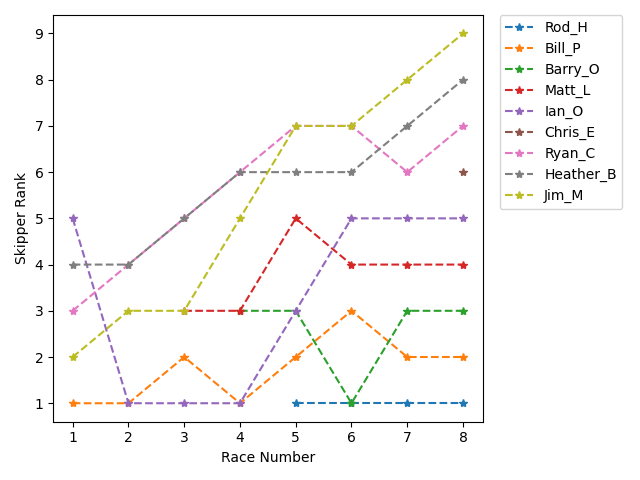 9
8
7
6
5
4
3
2
1
Skipper Rank
1 2 3 4 5 6 7 8
Race Number
Rod_H
Bill_P
Barry_O
Matt_L
Ian_O
Chris_E
Ryan_C
Heather_B
Jim_M